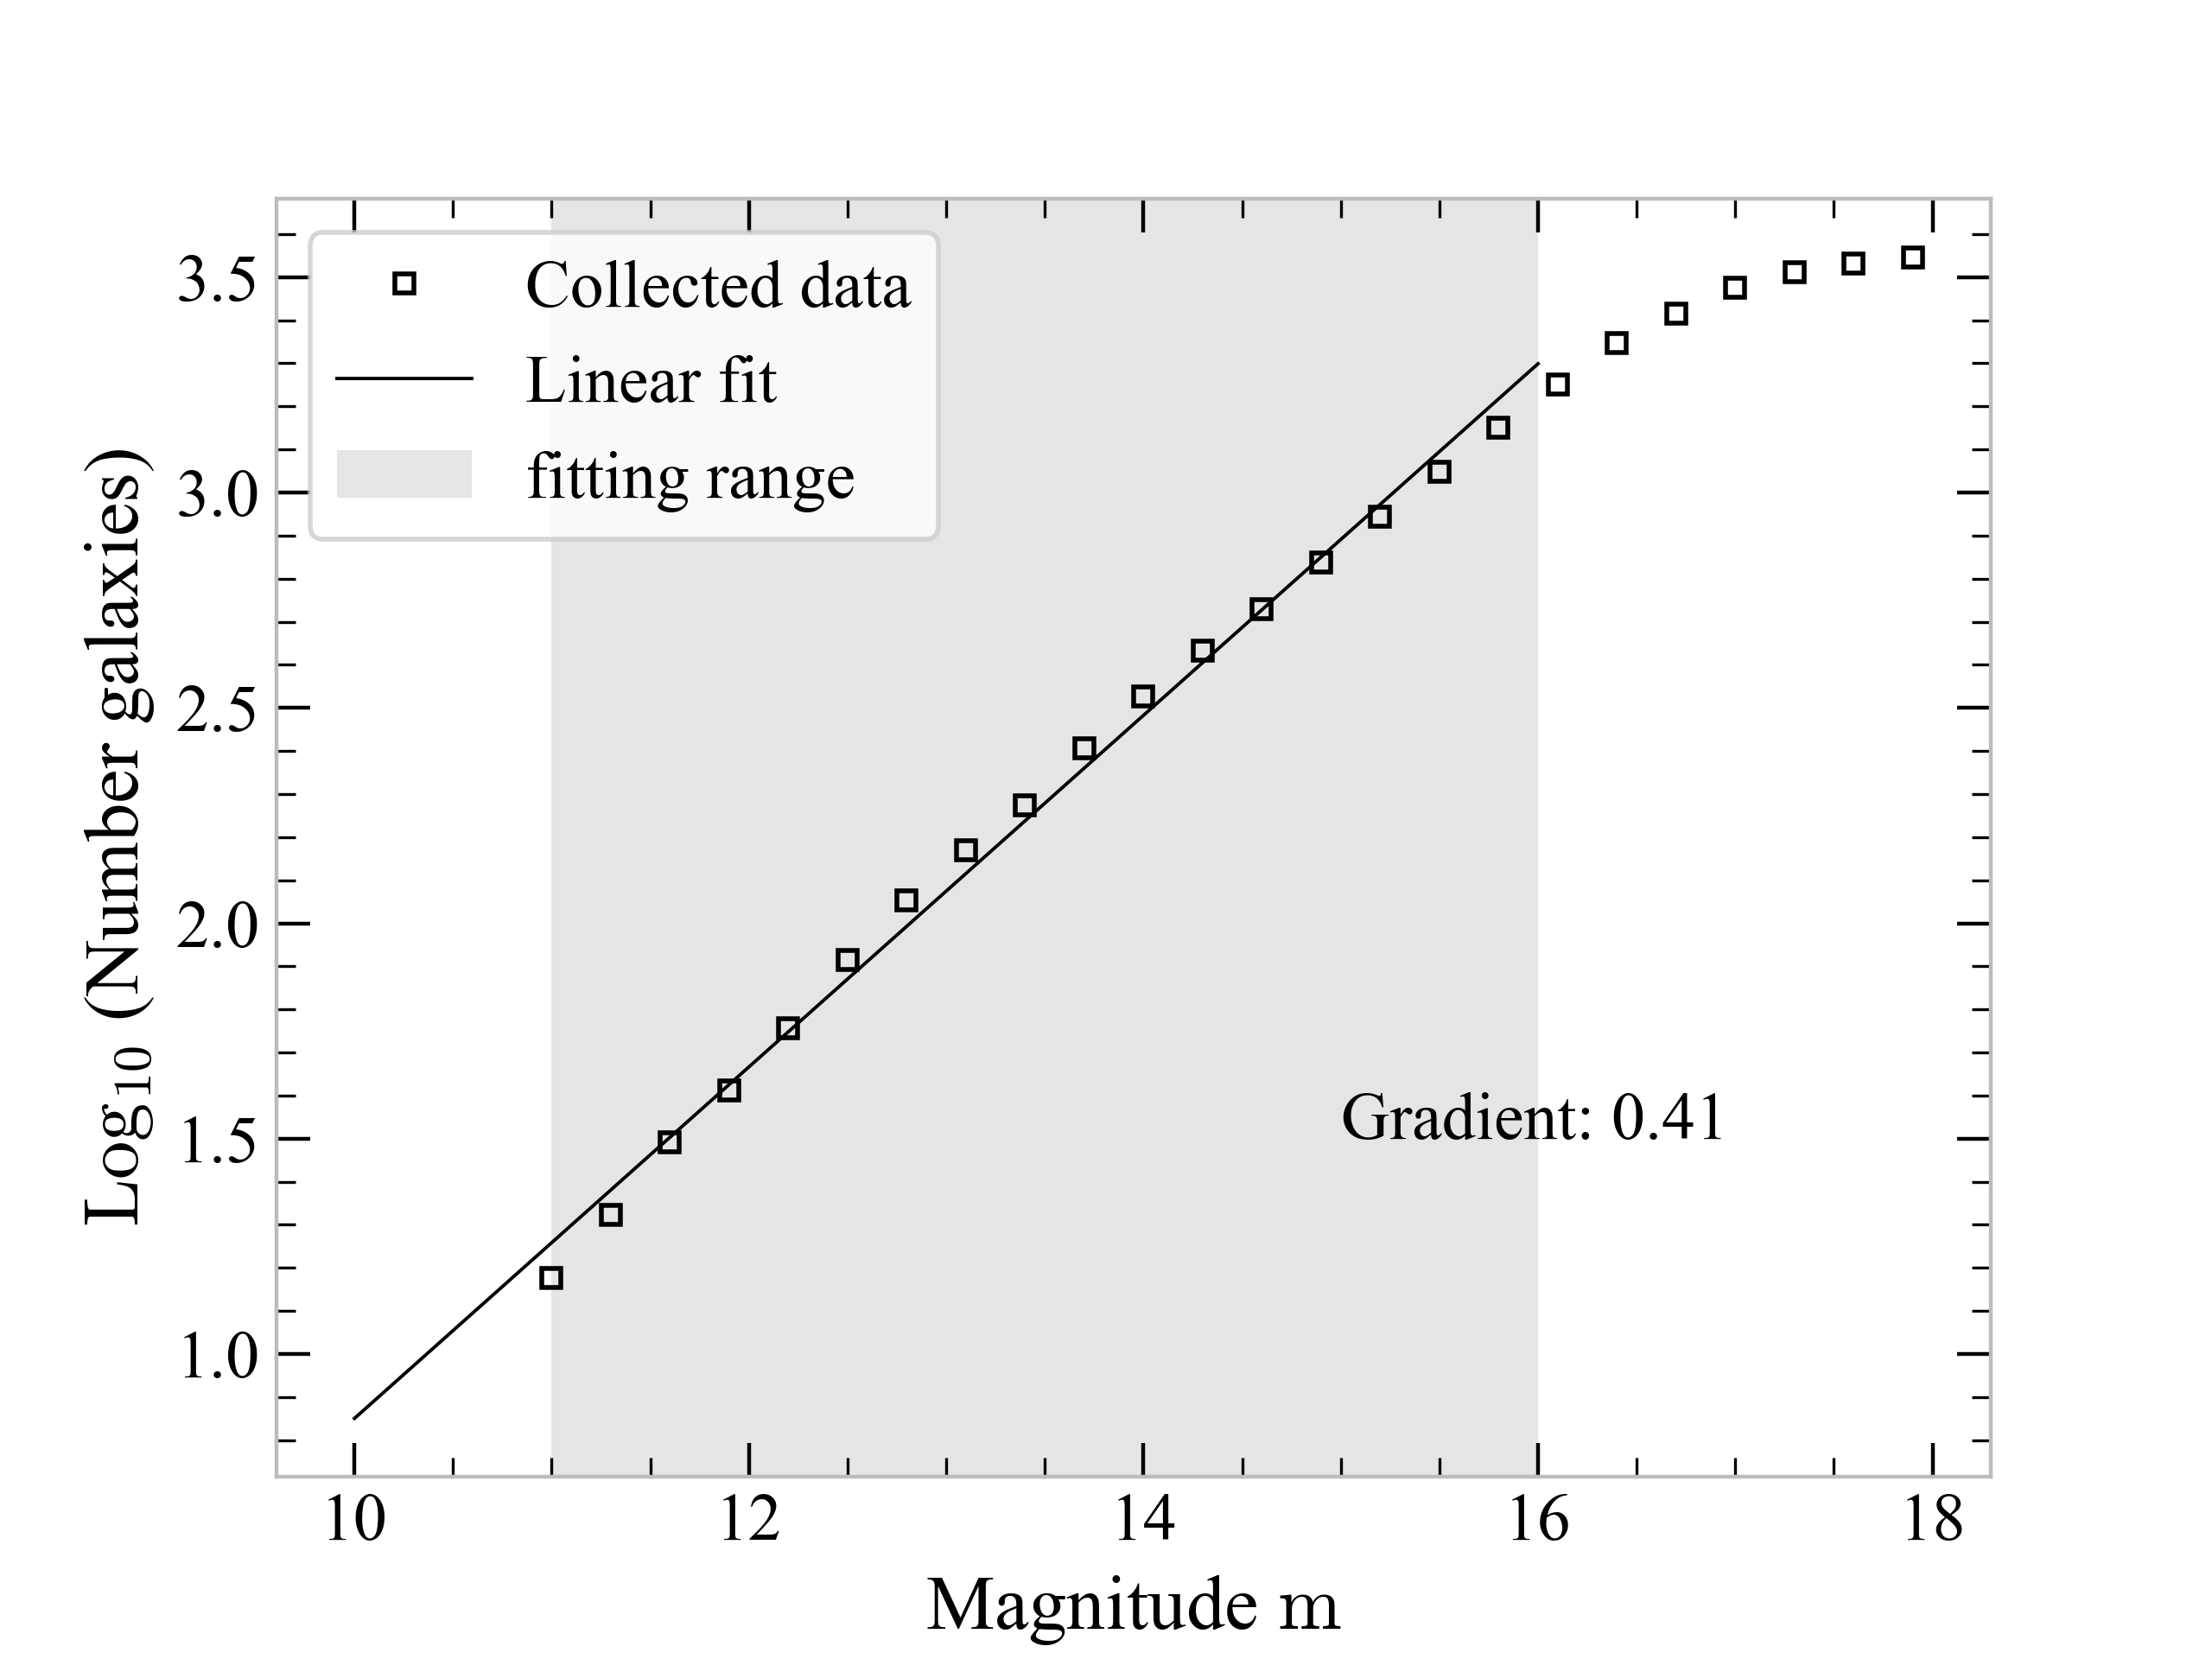 Collected data
Linear fit
fitting range
3.5
3.0
2.5
2.0
1.5
1.0
Log10 (Number galaxies)
Gradient: 0.41
10 12 14 16 18
Magnitude m